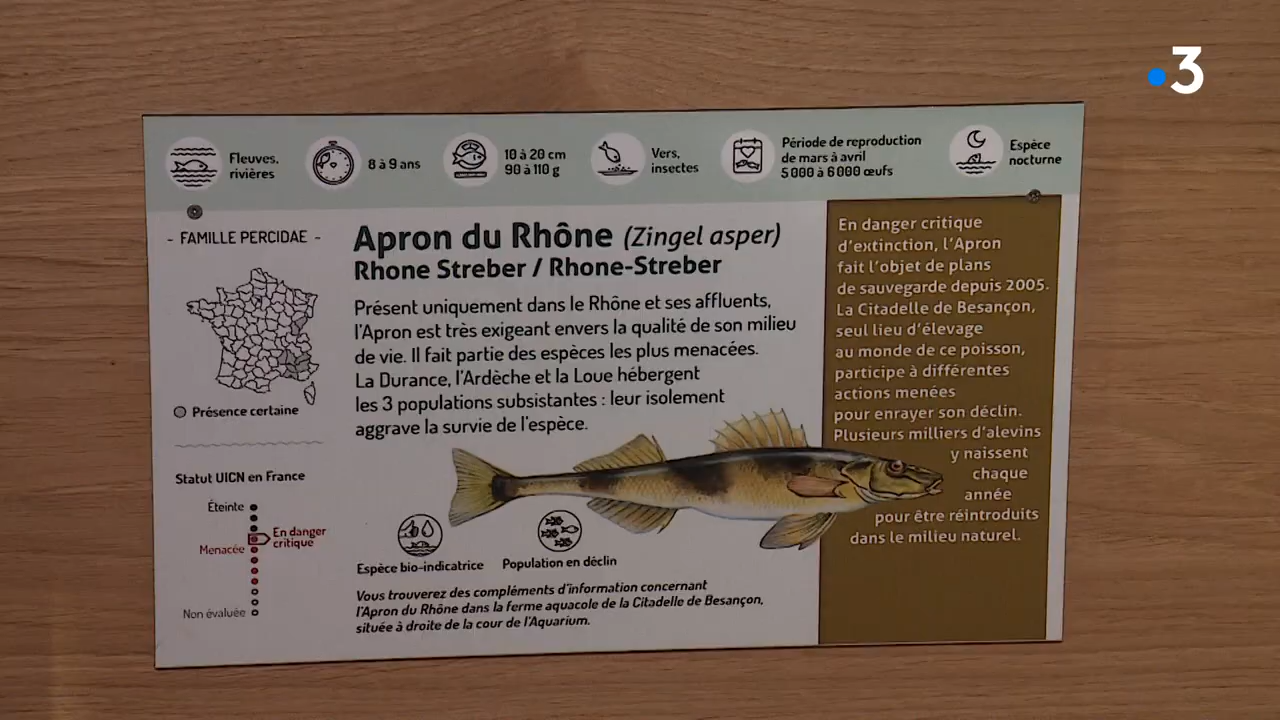 3
Fleuves,
rivières
8 à 9 ans
10 à 20 cm
90 à 110 g
Vers,
insectes
Période de reproduction
de mars à avril
5 000 à 6 000 œufs
Espèce
nocturne
- FAMILLE PERCIDAE -
Présence certaine
Statut UICN en France
Éteinte
Menacée
En danger
critique
Non évaluée
Apron du Rhône (Zingel asper)
Rhone Streber / Rhone-Streber
Présent uniquement dans le Rhône et ses affluents,
l'Apron est très exigeant envers la qualité de son milieu
de vie. Il fait partie des espèces les plus menacées.
La Durance, l'Ardèche et la Loue hébergent
les 3 populations subsistantes : leur isolement
aggrave la survie de l'espèce.
Espèce bio-indicatrice
Population en déclin
Vous trouverez des compléments d'information concernant
l'Apron du Rhône dans la ferme aquacole de la Citadelle de Besançon,
située à droite de la cour de l'Aquarium.
En danger critique
d'extinction, l'Apron
fait l'objet de plans
de sauvegarde depuis 2005.
La Citadelle de Besançon,
seul lieu d'élevage
au monde de ce poisson,
participe à différentes
actions menées
pour enrayer son déclin.
Plusieurs milliers d'alevins
y naissent
chaque
année
pour être réintroduits
dans le milieu naturel.